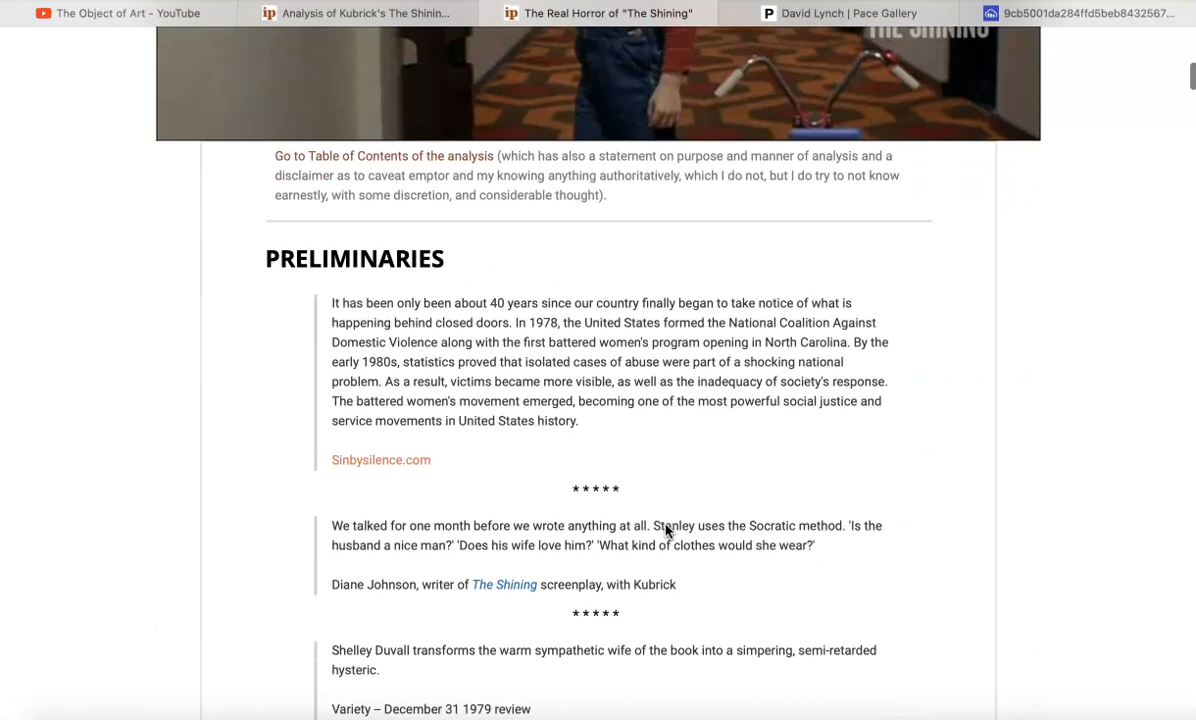 The Object of Art - YouTube
ip Analysis of Kubrick's The Shinin...
ip The Real Horror of "The Shining"
P David Lynch | Pace Gallery
9cb5001da284ffd5beb8432567...
THE SHINING
Go to Table of Contents of the analysis (which has also a statement on purpose and manner of analysis and a
disclaimer as to caveat emptor and my knowing anything authoritatively, which I do not, but I do try to not know
earnestly, with some discretion, and considerable thought).
PRELIMINARIES
It has been only been about 40 years since our country finally began to take notice of what is
happening behind closed doors. In 1978, the United States formed the National Coalition Against
Domestic Violence along with the first battered women's program opening in North Carolina. By the
early 1980s, statistics proved that isolated cases of abuse were part of a shocking national
problem. As a result, victims became more visible, as well as the inadequacy of society's response.
The battered women's movement emerged, becoming one of the most powerful social justice and
service movements in United States history.
Sinbysilence.com
*****
We talked for one month before we wrote anything at all. Stanley uses the Socratic method. 'Is the
husband a nice man?' 'Does his wife love him?' 'What kind of clothes would she wear?'
Diane Johnson, writer of The Shining screenplay, with Kubrick
*****
Shelley Duvall transforms the warm sympathetic wife of the book into a simpering, semi-retarded
hysteric.
Variety – December 31 1979 review